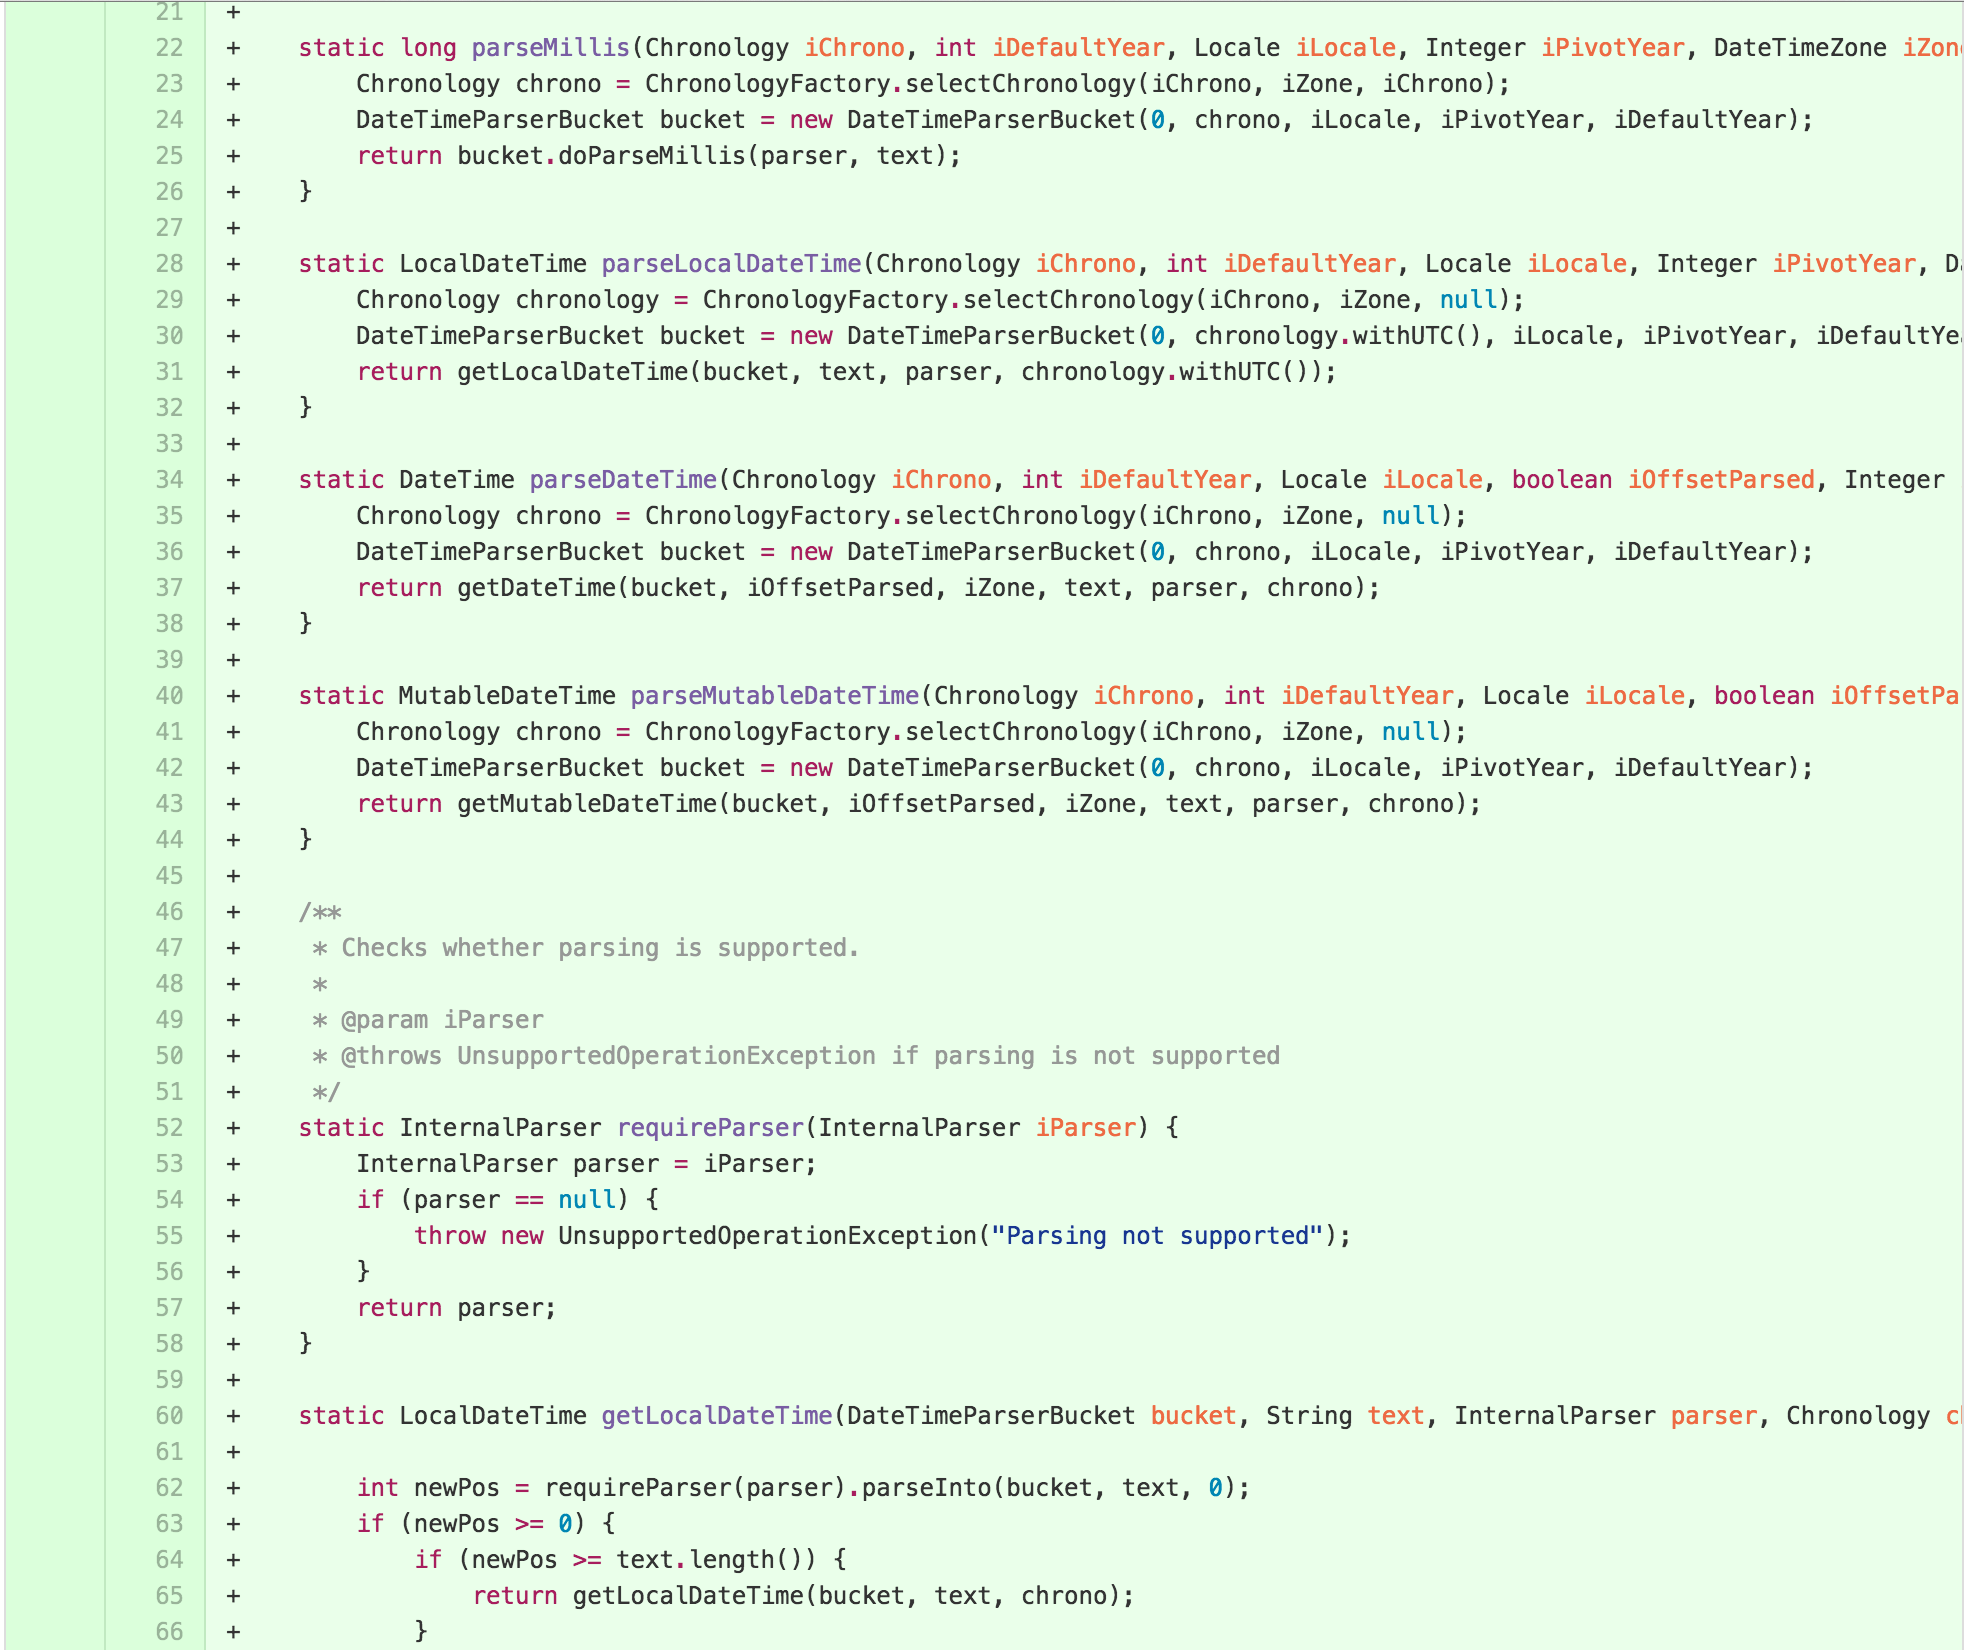 21 +
22 + static long parseMillis(Chronology iChrono, int iDefaultYear, Locale iLocale, Integer iPivotYear, DateTimeZone iZon
23 + Chronology chrono = ChronologyFactory.selectChronology(iChrono, iZone, iChrono);
24 + DateTimeParserBucket bucket = new DateTimeParserBucket(0, chrono, iLocale, iPivotYear, iDefaultYear);
25 + return bucket.doParseMillis(parser, text);
26 + }
27 +
28 + static LocalDateTime parseLocalDateTime(Chronology iChrono, int iDefaultYear, Locale iLocale, Integer iPivotYear, Da
29 + Chronology chronology = ChronologyFactory.selectChronology(iChrono, iZone, null);
30 + DateTimeParserBucket bucket = new DateTimeParserBucket(0, chronology.withUTC(), iLocale, iPivotYear, iDefaultYea
31 + return getLocalDateTime(bucket, text, parser, chronology.withUTC());
32 + }
33 +
34 + static DateTime parseDateTime(Chronology iChrono, int iDefaultYear, Locale iLocale, boolean iOffsetParsed, Integer
35 + Chronology chrono = ChronologyFactory.selectChronology(iChrono, iZone, null);
36 + DateTimeParserBucket bucket = new DateTimeParserBucket(0, chrono, iLocale, iPivotYear, iDefaultYear);
37 + return getDateTime(bucket, iOffsetParsed, iZone, text, parser, chrono);
38 + }
39 +
40 + static MutableDateTime parseMutableDateTime(Chronology iChrono, int iDefaultYear, Locale iLocale, boolean iOffsetPa
41 + Chronology chrono = ChronologyFactory.selectChronology(iChrono, iZone, null);
42 + DateTimeParserBucket bucket = new DateTimeParserBucket(0, chrono, iLocale, iPivotYear, iDefaultYear);
43 + return getMutableDateTime(bucket, iOffsetParsed, iZone, text, parser, chrono);
44 + }
45 +
46 + /**
47 + * Checks whether parsing is supported.
48 + *
49 + * @param iParser
50 + * @throws UnsupportedOperationException if parsing is not supported
51 + */
52 + static InternalParser requireParser(InternalParser iParser) {
53 + InternalParser parser = iParser;
54 + if (parser == null) {
55 + throw new UnsupportedOperationException("Parsing not supported");
56 + }
57 + return parser;
58 + }
59 +
60 + static LocalDateTime getLocalDateTime(DateTimeParserBucket bucket, String text, InternalParser parser, Chronology c
61 +
62 + int newPos = requireParser(parser).parseInto(bucket, text, 0);
63 + if (newPos >= 0) {
64 + if (newPos >= text.length()) {
65 + return getLocalDateTime(bucket, text, chrono);
66 + }